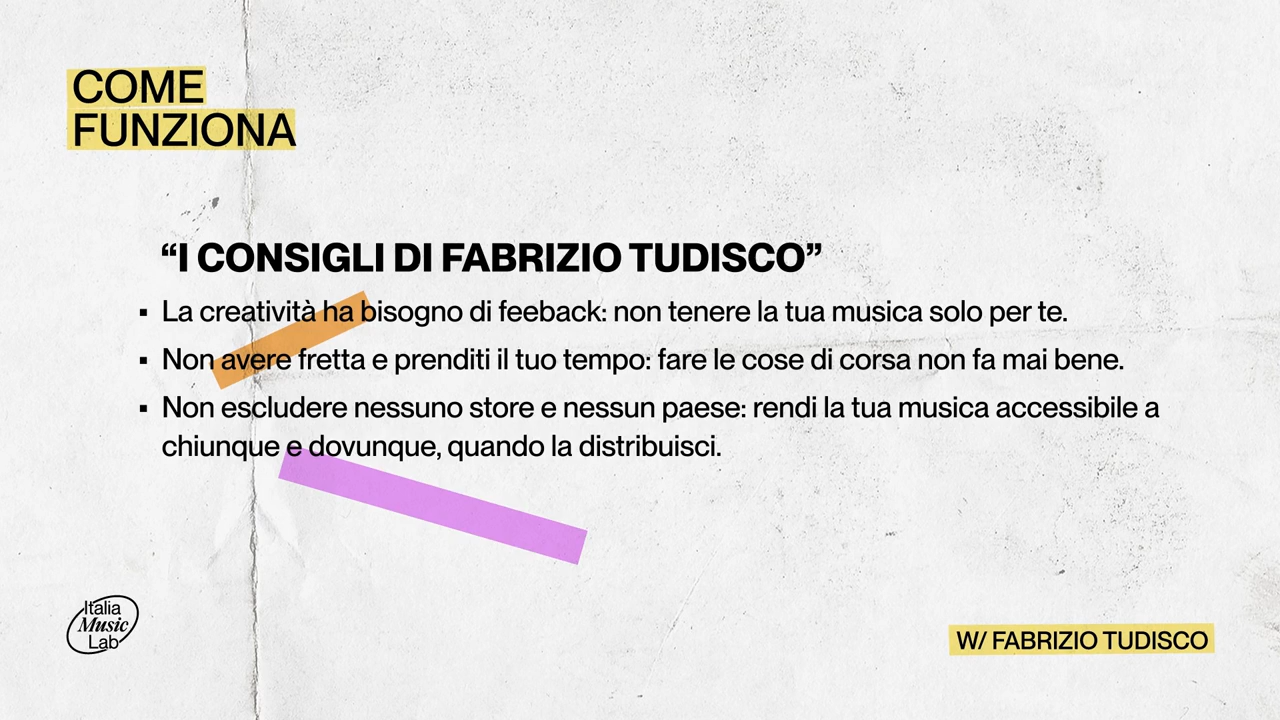 COME
FUNZIONA
“I CONSIGLI DI FABRIZIO TUDISCO”
▪ La creatività ha bisogno di feeback: non tenere la tua musica solo per te.
▪ Non avere fretta e prenditi il tuo tempo: fare le cose di corsa non fa mai bene.
▪ Non escludere nessuno store e nessun paese: rendi la tua musica accessibile a
chiunque e dovunque, quando la distribuisci.
Italia
Music
Lab
W/ FABRIZIO TUDISCO